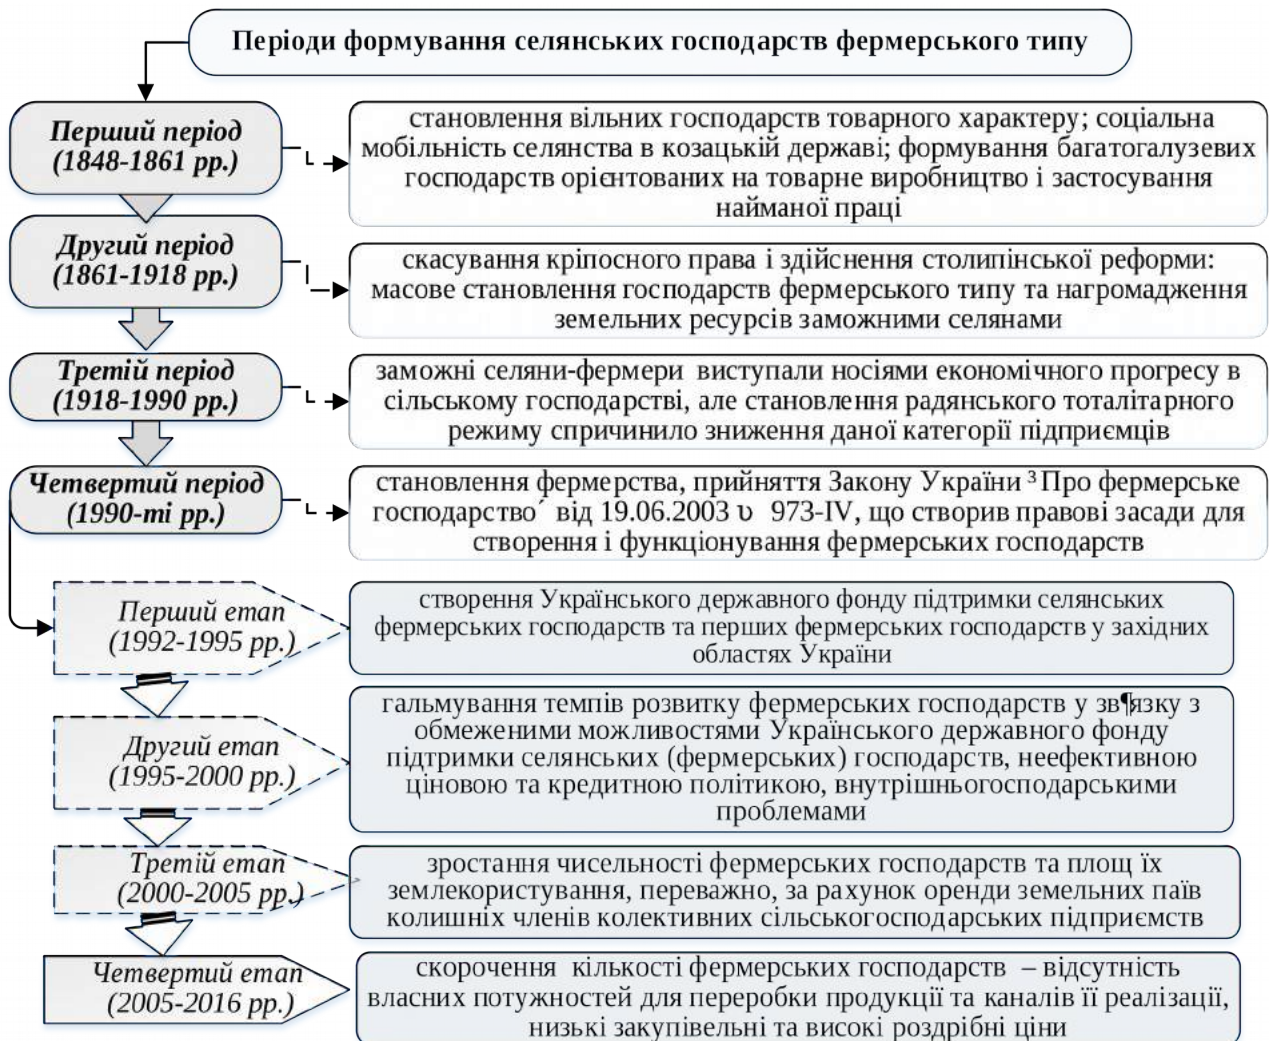 Періоди формування селянських господарств фермерського типу
Перший період
(1848-1861 рр.)
становлення вільних господарств товарного характеру; соціальна
мобільність селянства в козацькій державі; формування багатогалузевих
господарств орієнтованих на товарне виробництво і застосування
найманої праці
Другий період
(1861-1918 рр.)
скасування кріпосного права і здійснення столипінської реформи:
масове становлення господарств фермерського типу та нагромадження
земельних ресурсів заможними селянами
Третій період
(1918-1990 рр.)
заможні селяни-фермери виступали носіями економічного прогресу в
сільському господарстві, але становлення радянського тоталітарного
режиму спричинило зниження даної категорії підприємців
Четвертий період
(1990-ті рр.)
становлення фермерства, прийняття Закону України ³ Про фермерське
господарство´ від 19.06.2003 υ 973-IV, що створив правові засади для
створення і функціонування фермерських господарств
Перший етап
(1992-1995 рр.)
створення Українського державного фонду підтримки селянських
фермерських господарств та перших фермерських господарств у західних
областях України
Другий етап
(1995-2000 рр.)
гальмування темпів розвитку фермерських господарств у зв¶язку з
обмеженими можливостями Українського державного фонду
підтримки селянських (фермерських) господарств, неефективною
ціновою та кредитною політикою, внутрішньогосподарськими
проблемами
Третій етап
(2000-2005 рр.)
зростання чисельності фермерських господарств та площ їх
землекористування, переважно, за рахунок оренди земельних паїв
колишніх членів колективних сільськогосподарських підприємств
Четвертий етап
(2005-2016 рр.)
скорочення кількості фермерських господарств – відсутність
власних потужностей для переробки продукції та каналів її реалізації,
низькі закупівельні та високі роздрібні ціни